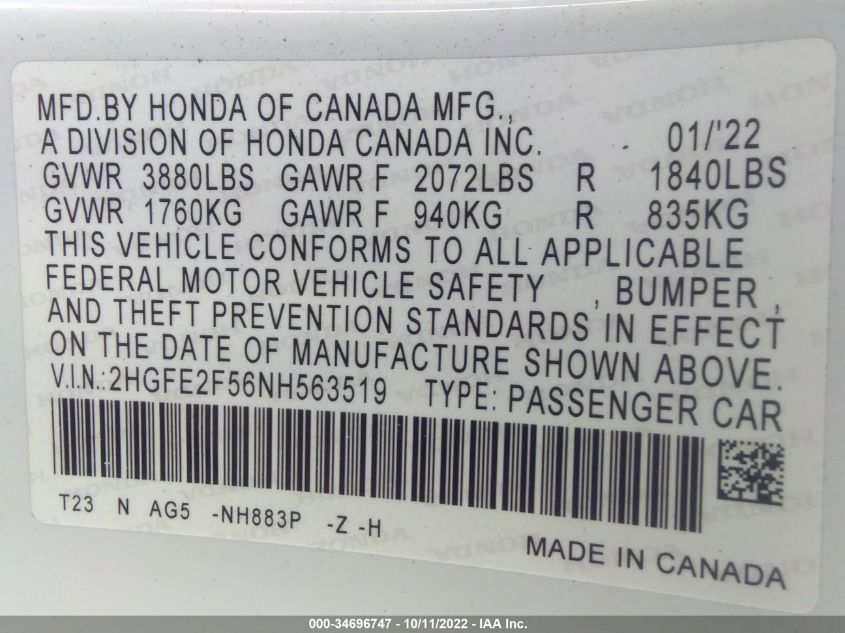 MFD.BY HONDA OF CANADA MFG.,
A DIVISION OF HONDA CANADA INC. 01/'22
GVWR 3880LBS GAWR F 2072LBS R 1840LBS
GVWR 1760KG GAWR F 940KG R 835KG
THIS VEHICLE CONFORMS TO ALL APPLICABLE
FEDERAL MOTOR VEHICLE SAFETY , BUMPER ,
AND THEFT PREVENTION STANDARDS IN EFFECT
ON THE DATE OF MANUFACTURE SHOWN ABOVE.
V.I.N.:2HGFE2F56NH563519 TYPE: PASSENGER CAR
T23 N AG5 -NH883P -Z -H
MADE IN CANADA
000-34696747 - 10/11/2022 - IAA Inc.